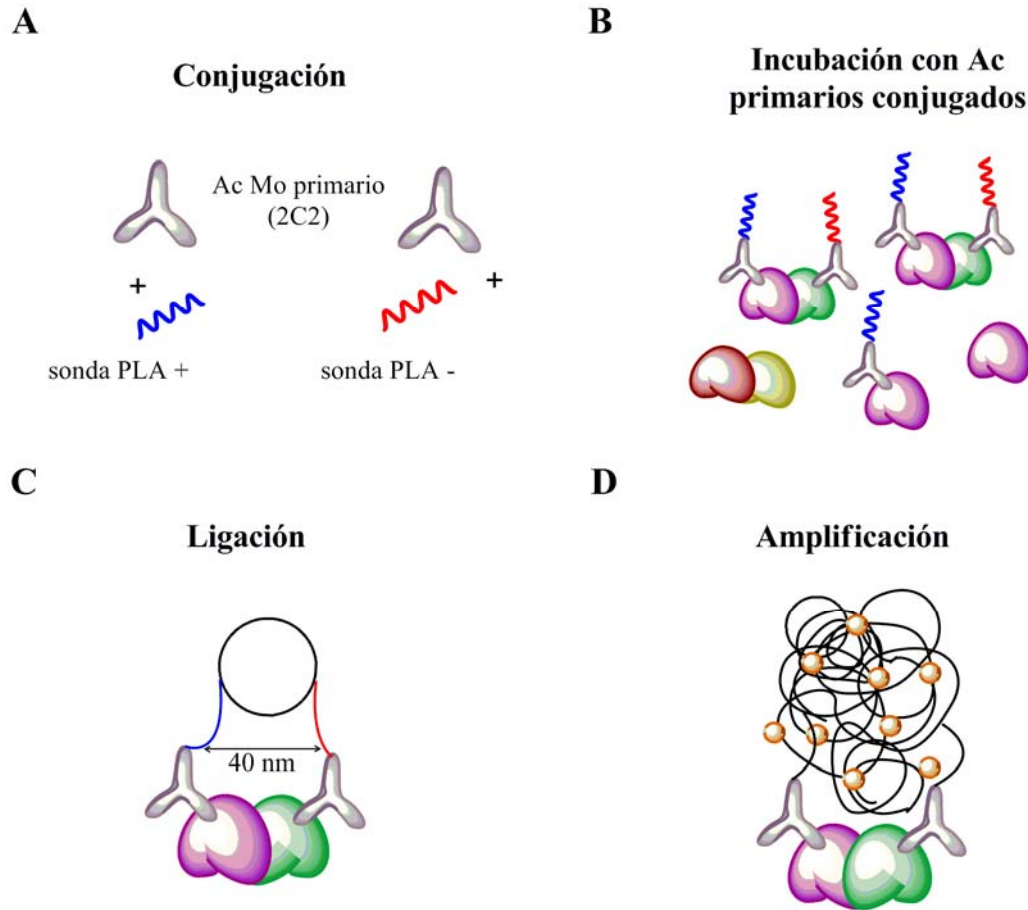 A
Conjugación
Ac Mo primario
(2C2)
+
+
sonda PLA +
sonda PLA -
B
Incubación con Ac
primarios conjugados
C
Ligación
40 nm
D
Amplificación